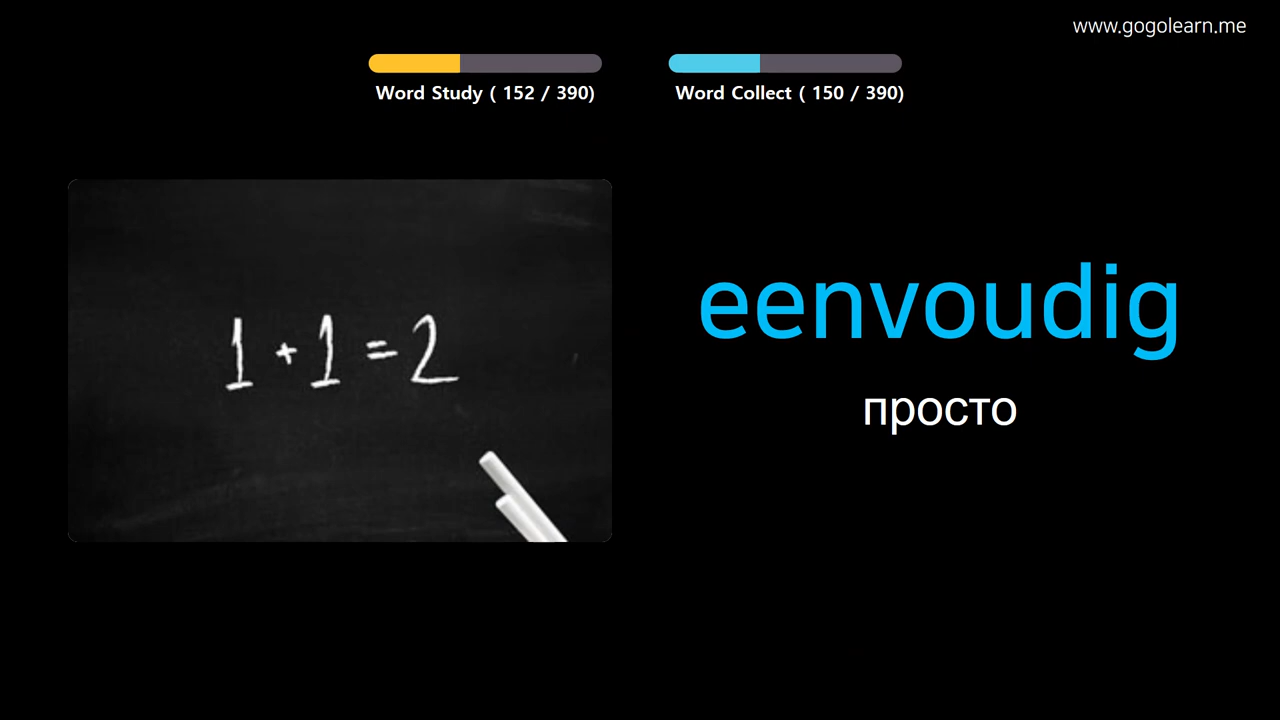 www.gogolearn.me
Word Study ( 152 / 390)
Word Collect ( 150 / 390)
1 + 1 = 2
eenvoudig
просто